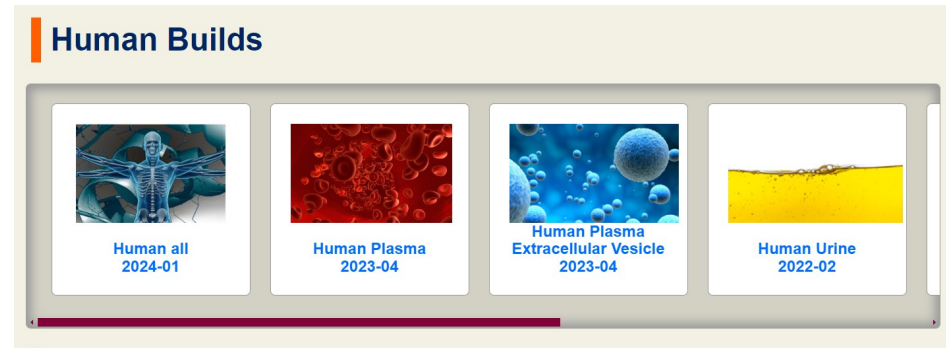 Human Builds
Human all
2024-01
Human Plasma
2023-04
Human Plasma
Extracellular Vesicle
2023-04
Human Urine
2022-02